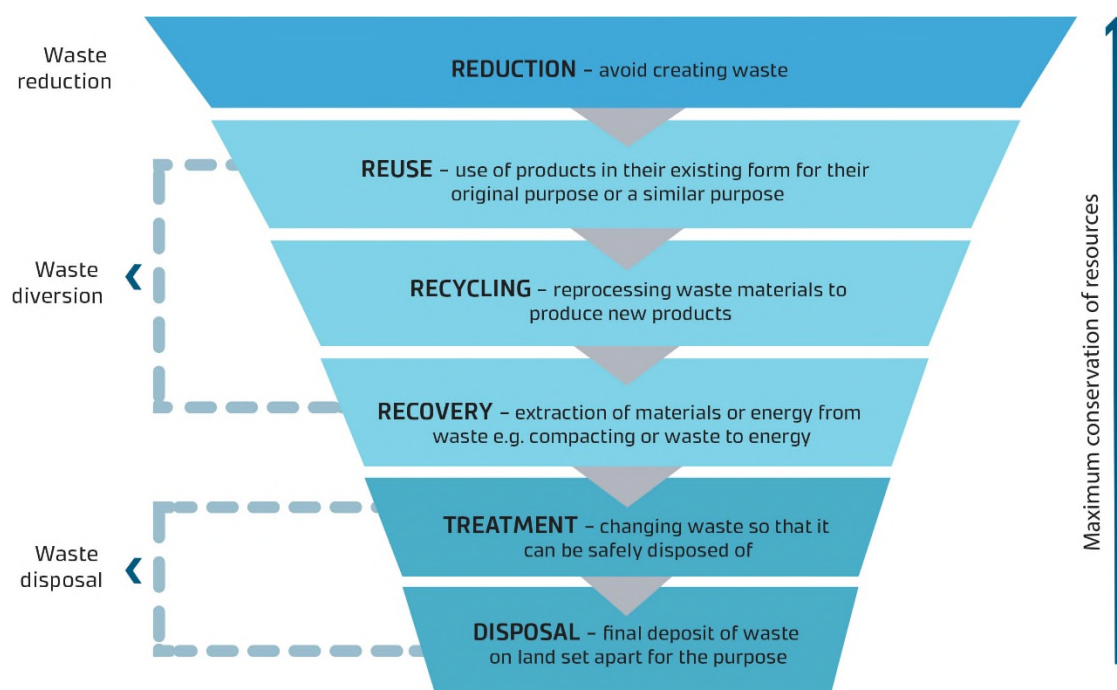 Waste
reduction
REDUCTION – avoid creating waste
REUSE – use of products in their existing form for their
original purpose or a similar purpose
Waste
diversion
RECYCLING – reprocessing waste materials to
produce new products
RECOVERY – extraction of materials or energy from
waste e.g. compacting or waste to energy
Waste
disposal
TREATMENT – changing waste so that it
can be safely disposed of
DISPOSAL – final deposit of waste
on land set apart for the purpose
Maximum conservation of resources